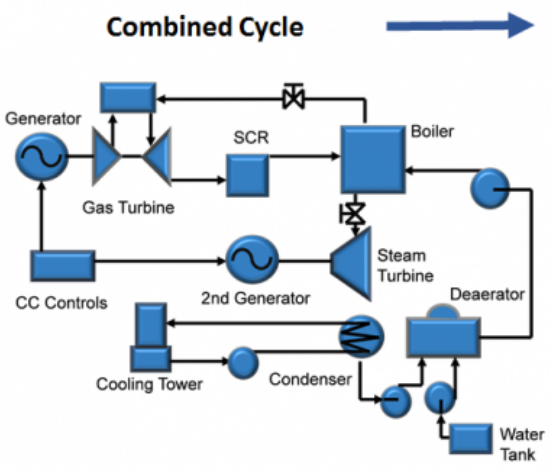 Combined Cycle
Generator
SCR
Boiler
Gas Turbine
Steam
Turbine
CC Controls
2nd Generator
Deaerator
Cooling Tower
Condenser
Water
Tank